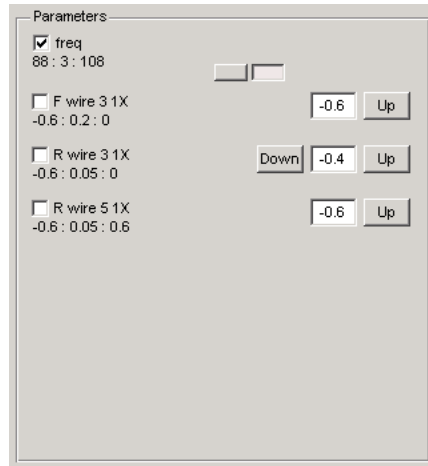 Parameters
freq
88 : 3 : 108
F wire 3 1X
-0.6 Up
-0.6 : 0.2 : 0
R wire 3 1X
Down -0.4 Up
-0.6 : 0.05 : 0
R wire 5 1X
-0.6 Up
-0.6 : 0.05 : 0.6